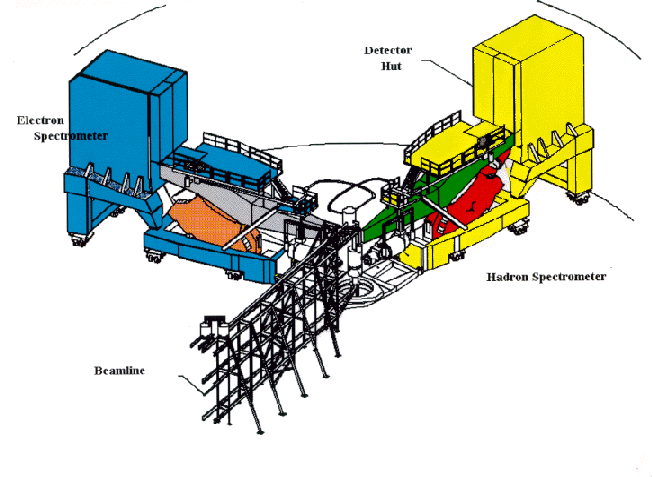 Detector
Hut
Electron
Spectrometer
Hadron Spectrometer
Beamline